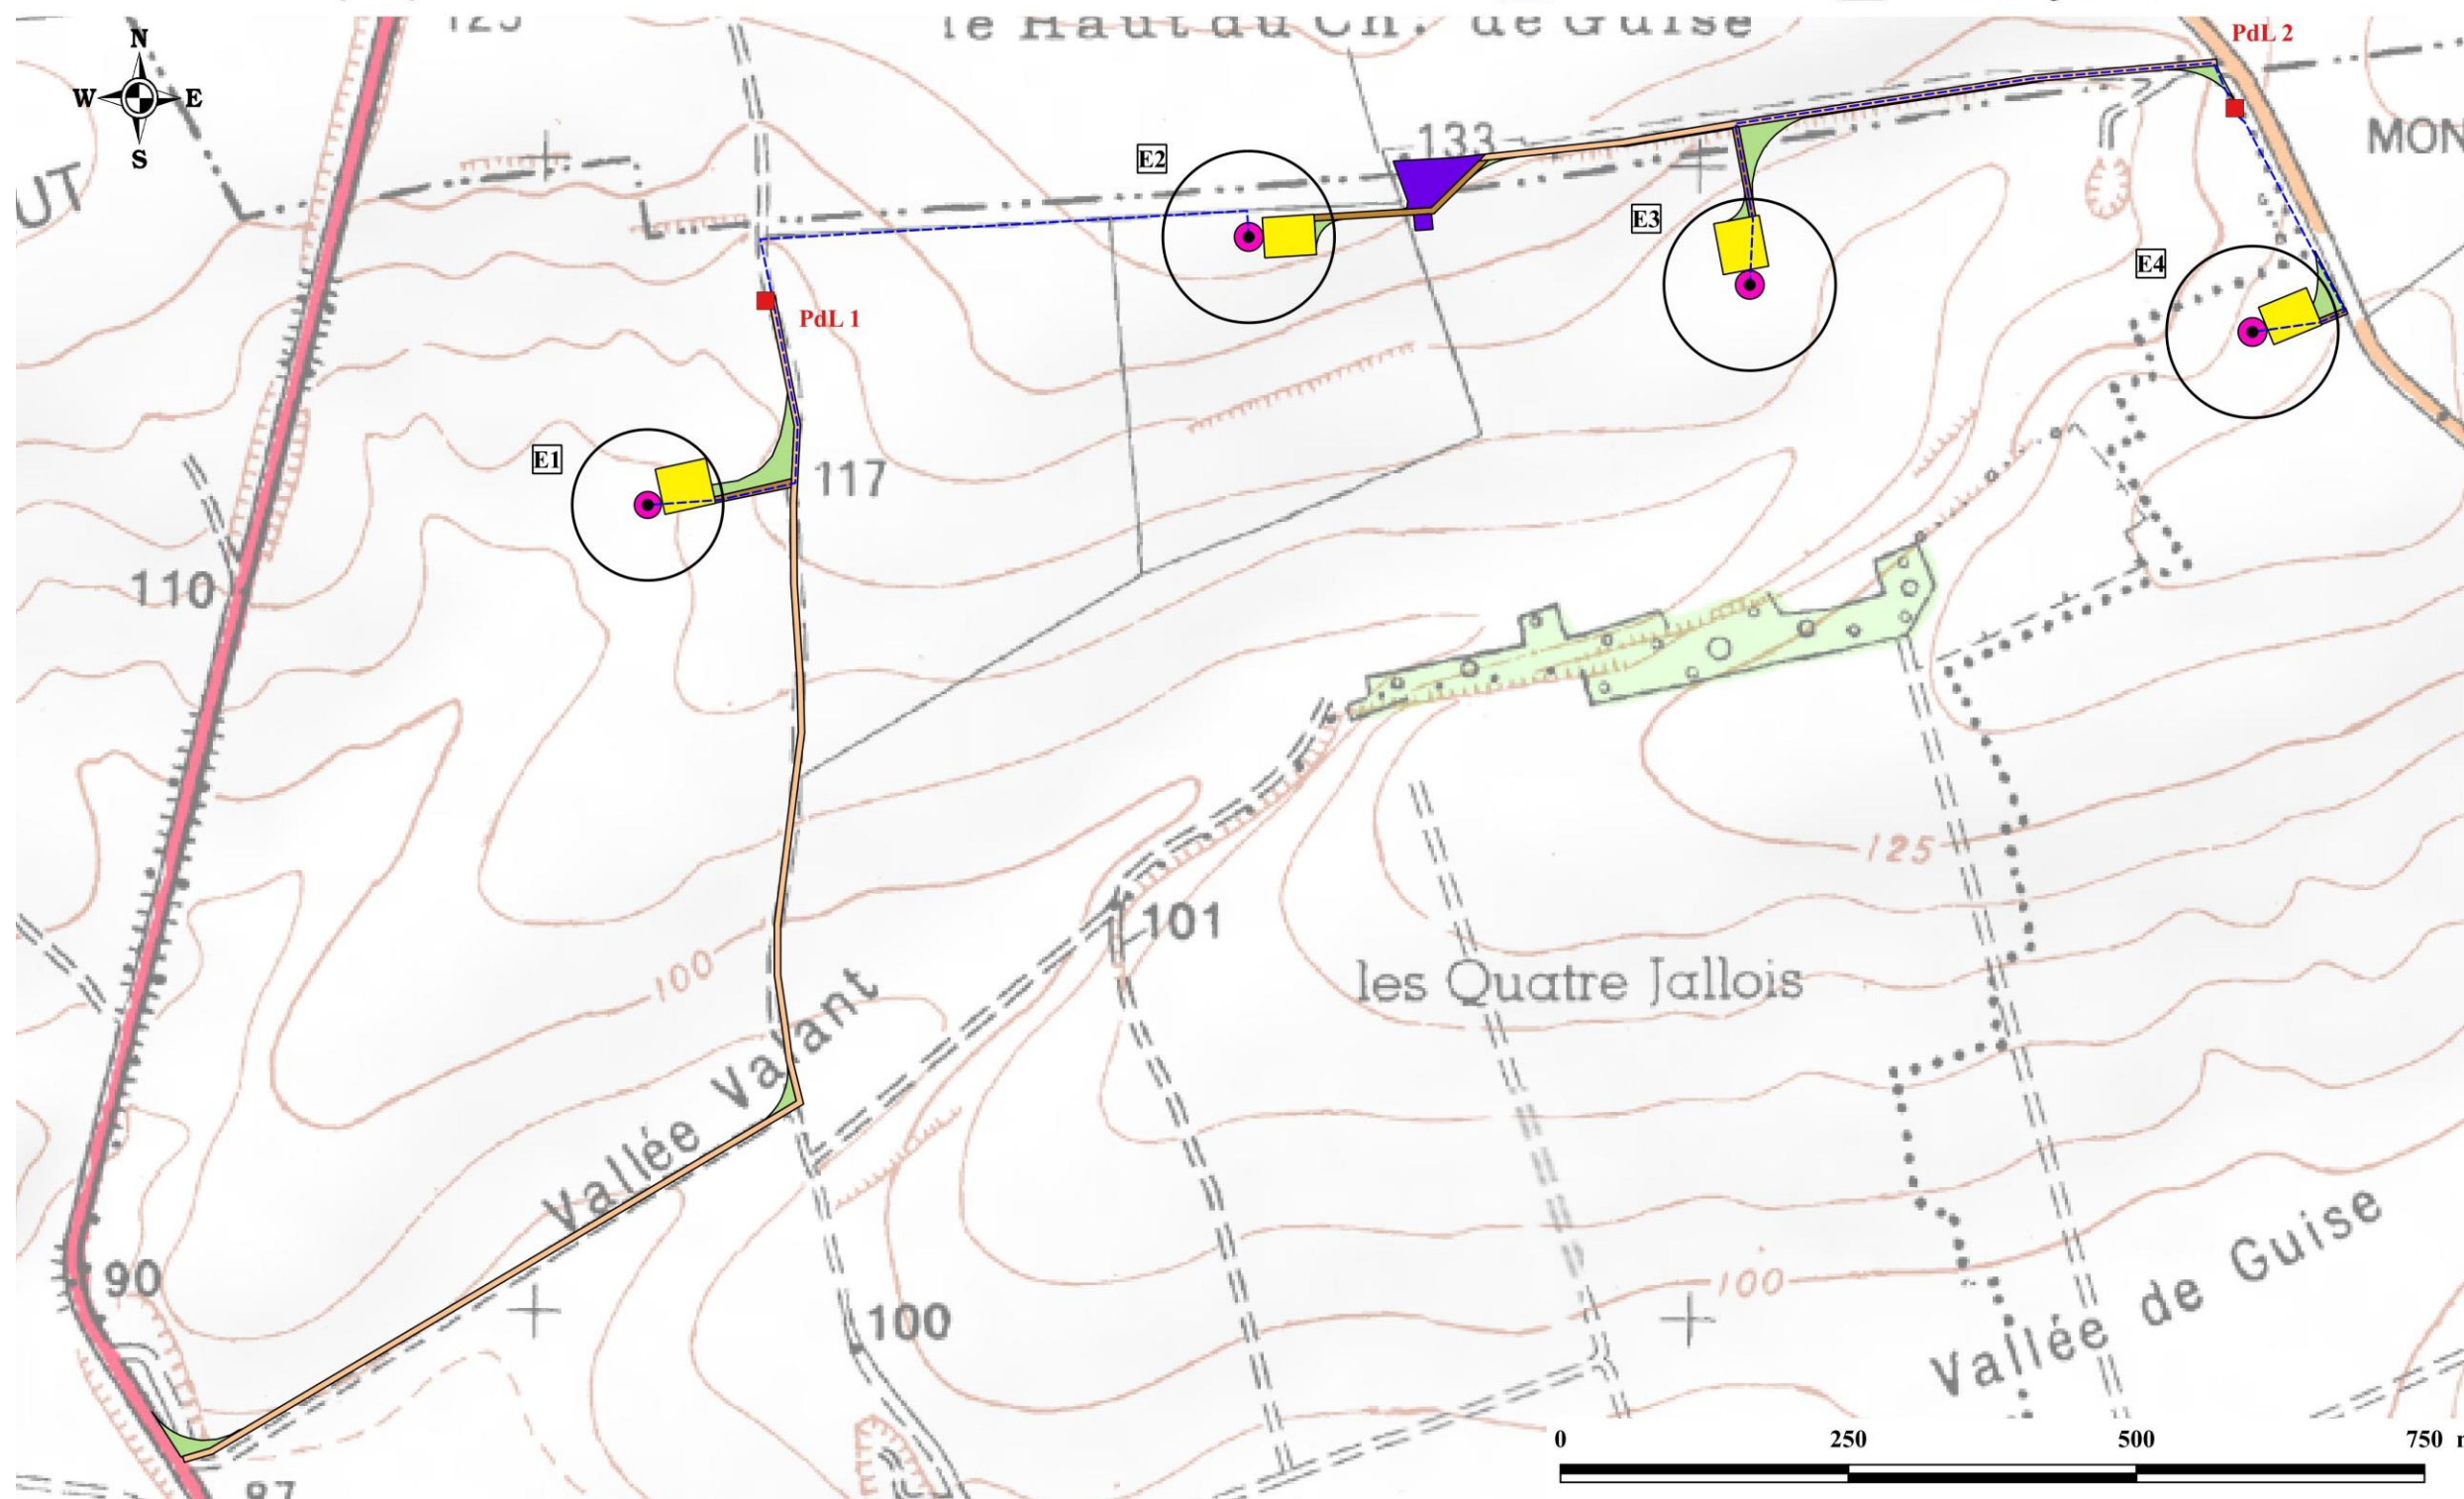 le Haut du Ch. de Guise
PdL 2
N
W E
S
133
MON
E2
UT
E3
E4
PdL 1
E1
117
110
125
101
100
les Quatre Jallois
Vallée Valant
Vallée de Guise
90
100
100
0 250 500 750
87